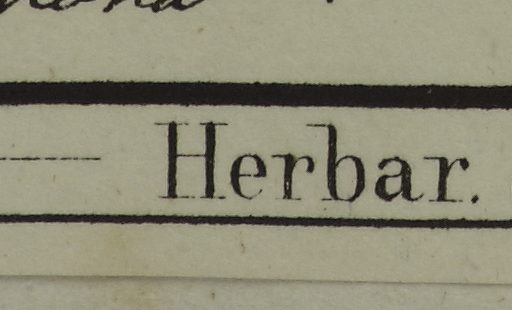 — Herbar.